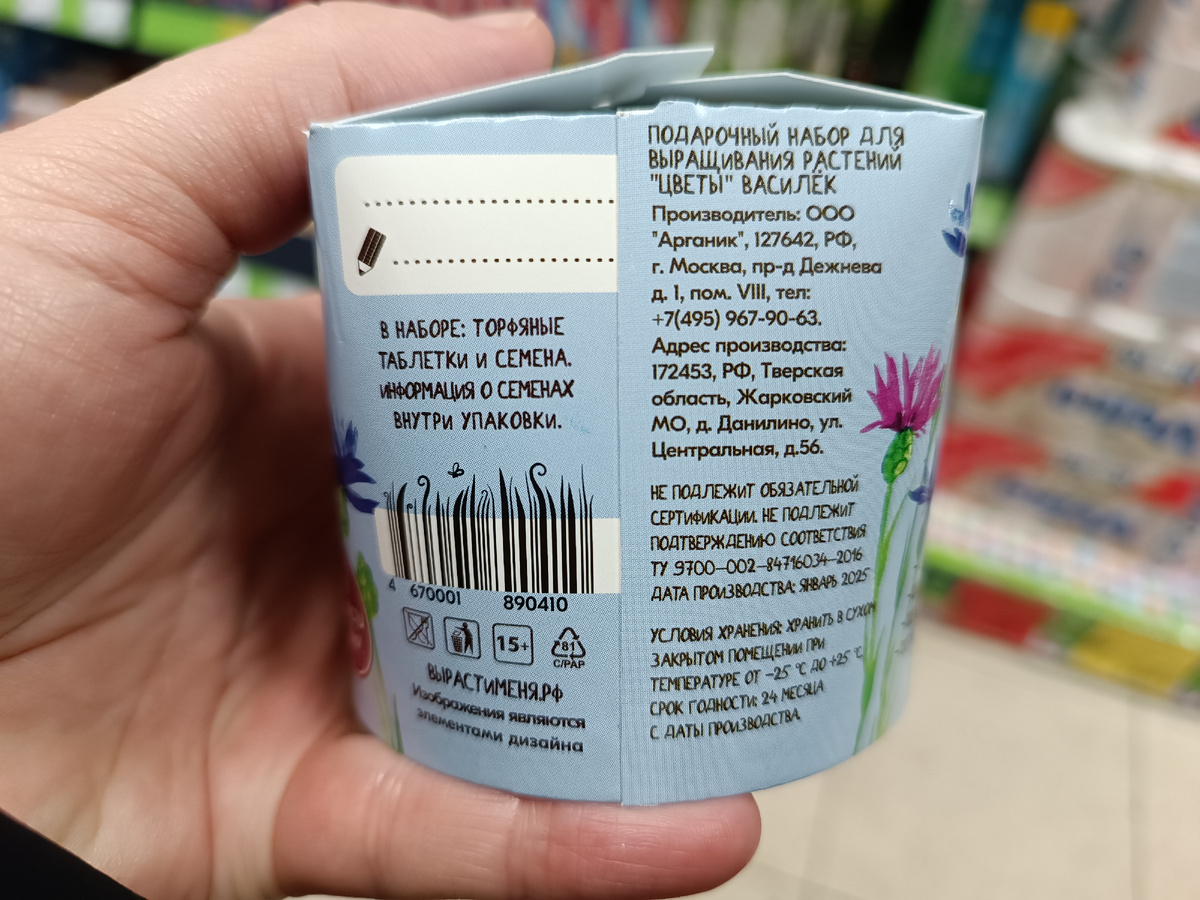 В НАБОРЕ: ТОРФЯНЫЕ
ТАБЛЕТКИ И СЕМЕНА.
ИНФОРМАЦИЯ О СЕМЕНАХ
ВНУТРИ УПАКОВКИ.
4 670001 890410
15+
81
C/PAP
ВЫРАСТИМЕНЯ.РФ
Изображения являются
элементами дизайна
ПОДАРОЧНЫЙ НАБОР ДЛЯ
ВЫРАЩИВАНИЯ РАСТЕНИЙ
"ЦВЕТЫ" ВАСИЛЁК
Производитель: ООО
"Арганик", 127642, РФ,
г. Москва, пр-д Дежнева
д. 1, пом. VIII, тел:
+7(495) 967-90-63.
Адрес производства:
172453, РФ, Тверская
область, Жарковский
МО, д. Данилино, ул.
Центральная, д.56.
НЕ ПОДЛЕЖИТ ОБЯЗАТЕЛЬНОЙ
СЕРТИФИКАЦИИ. НЕ ПОДЛЕЖИТ
ПОДТВЕРЖДЕНИЮ СООТВЕТСТВИЯ
ТУ 9700-002-84716034-2016
ДАТА ПРОИЗВОДСТВА: ЯНВАРЬ 2025
УСЛОВИЯ ХРАНЕНИЯ: ХРАНИТЬ В СУХОМ
ЗАКРЫТОМ ПОМЕЩЕНИИ ПРИ
ТЕМПЕРАТУРЕ ОТ -25 °C ДО +25 °C.
СРОК ГОДНОСТИ: 24 МЕСЯЦА
С ДАТЫ ПРОИЗВОДСТВА.